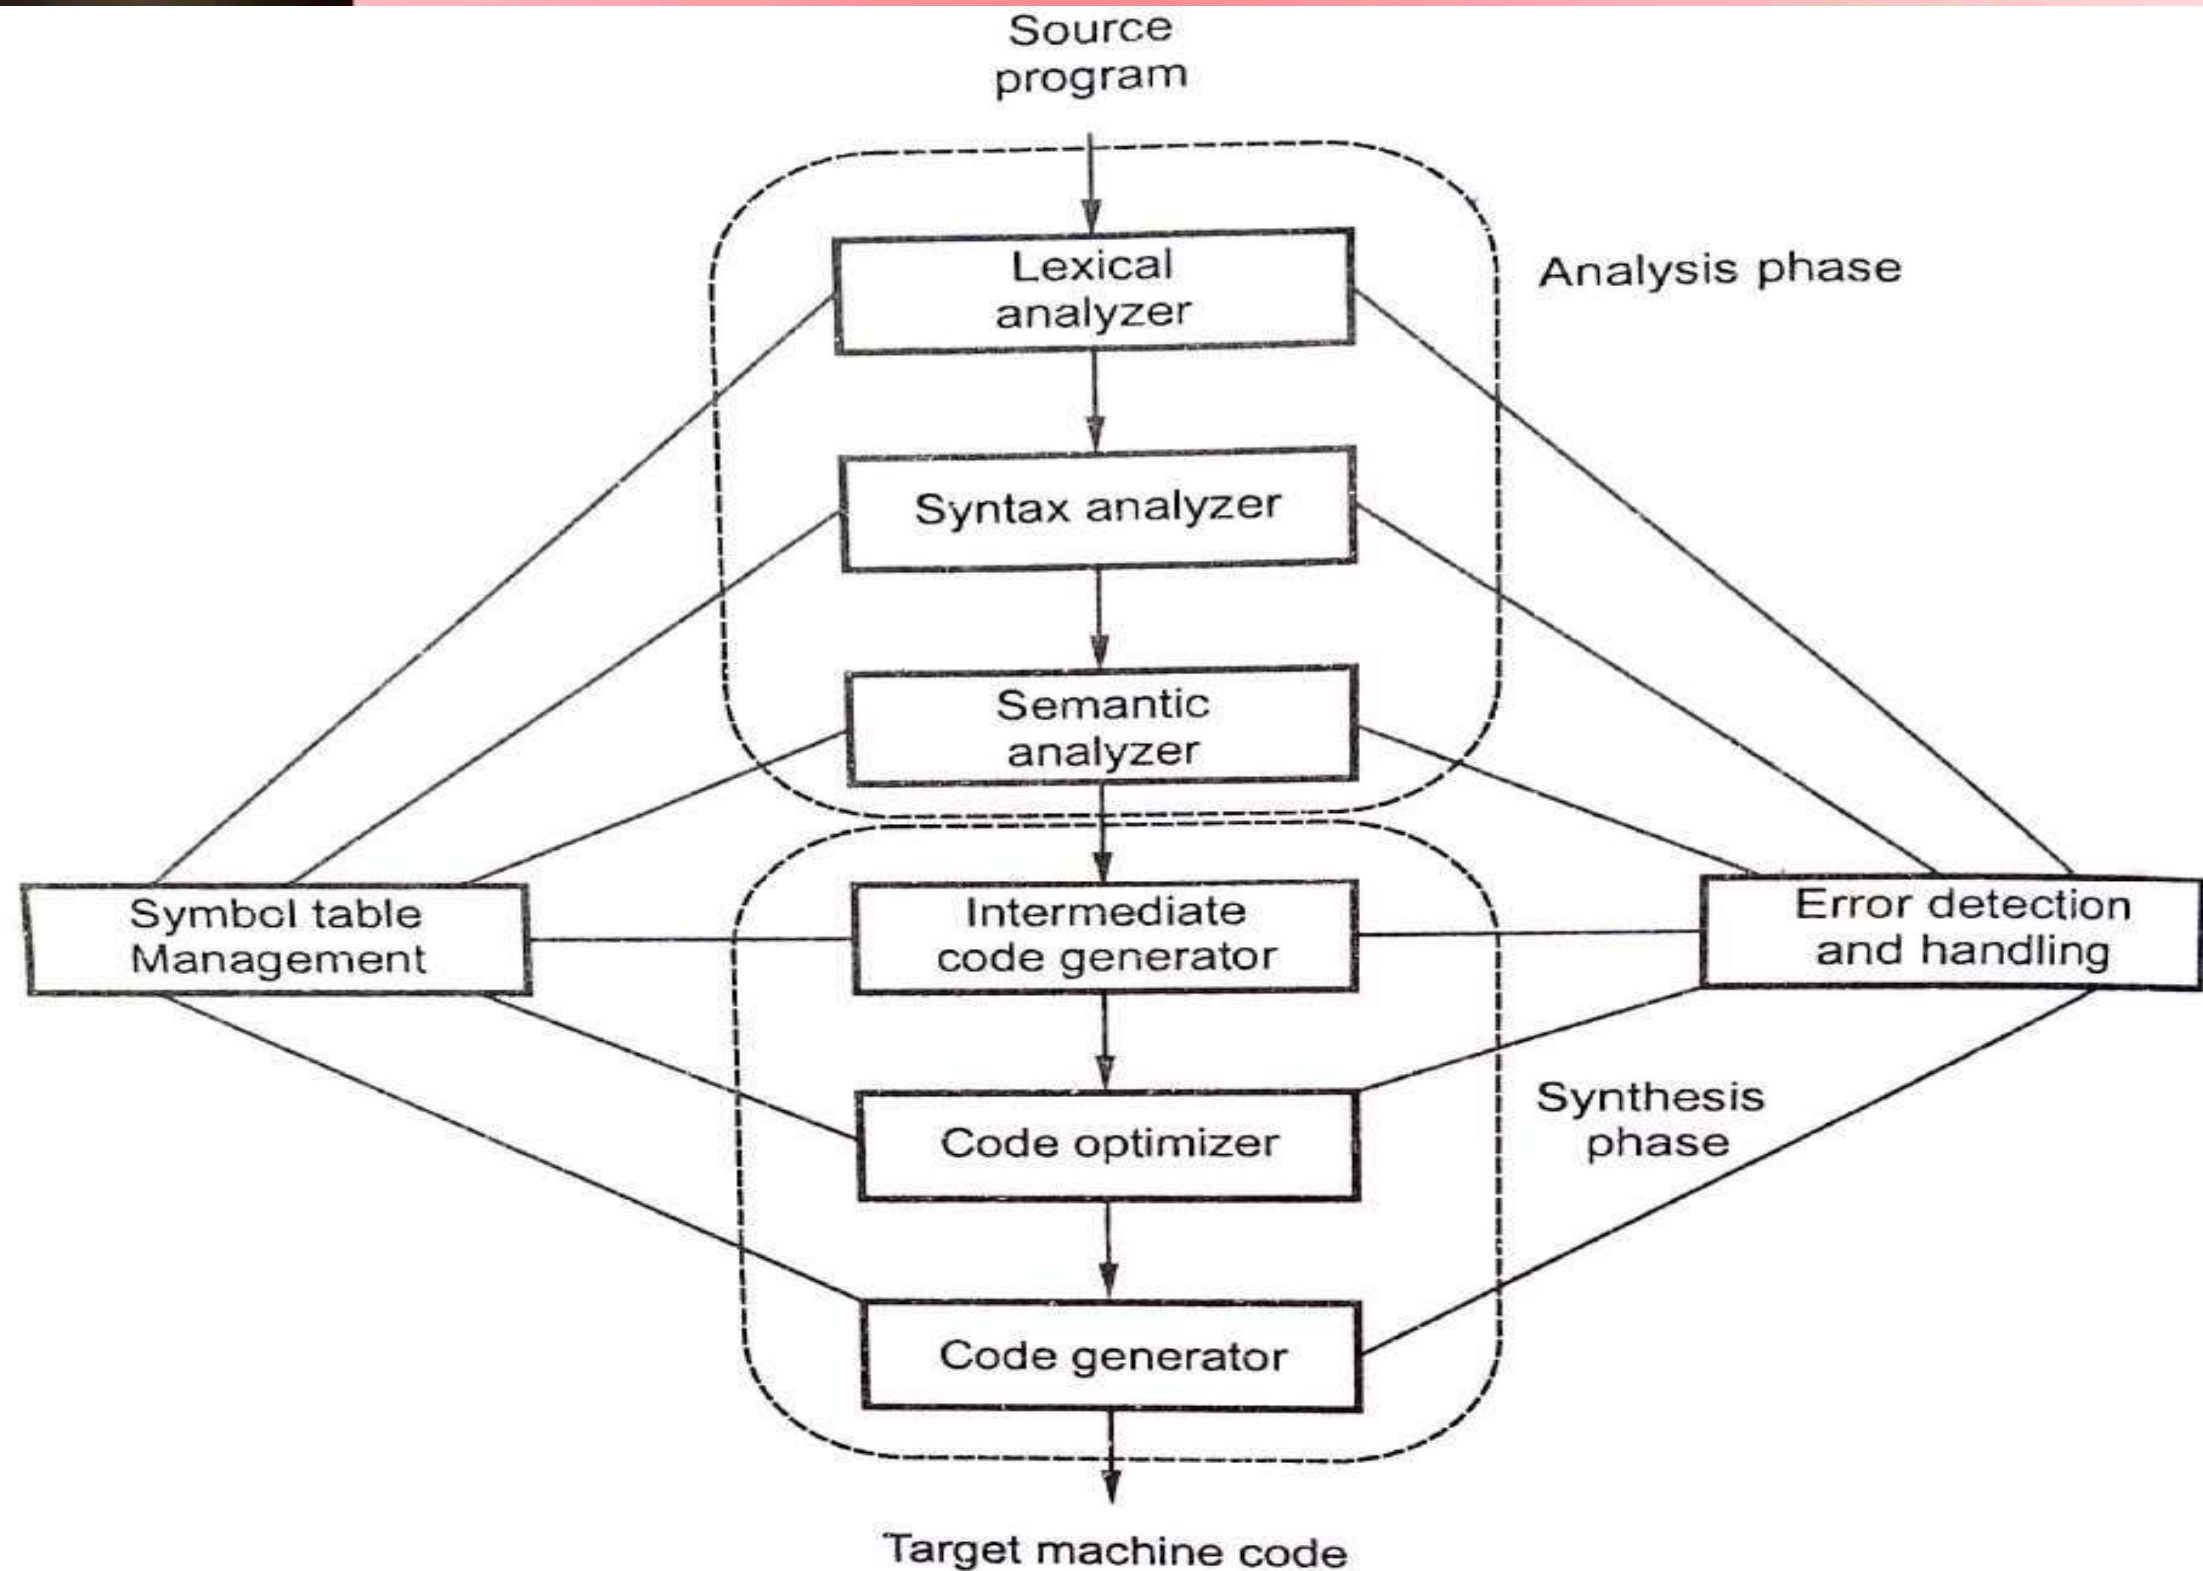 Source
program
Lexical
analyzer
Analysis phase
Syntax analyzer
Semantic
analyzer
Symbol table
Management
Intermediate
code generator
Error detection
and handling
Code optimizer
Synthesis
phase
Code generator
Target machine code